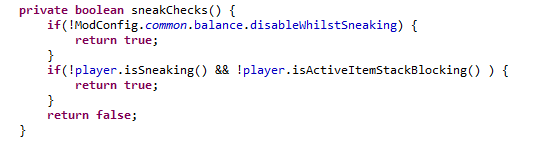 private boolean sneakChecks() {
if(!ModConfig.common.balance.disableWhilstSneaking) {
return true;
}
if(!player.isSneaking() && !player.isActiveItemStackBlocking() ) {
return true;
}
return false;
}